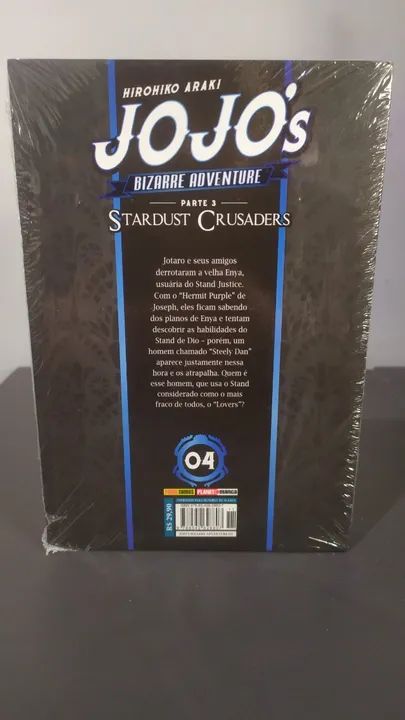 HIROHIKO ARAKI
JOJO's
BIZARRE ADVENTURE
PARTE 3
STARDUST CRUSADERS
Jotaro e seus amigos
derrotaram a velha Enya,
usuária do Stand Justice.
Com o "Hermit Purple" de
Joseph, eles ficam sabendo
dos planos de Enya e tentam
descobrir as habilidades do
Stand de Dio – porém, um
homem chamado "Steely Dan"
aparece justamente nessa
hora e os atrapalha. Quem é
esse homem, que usa o Stand
considerado como o mais
fraco de todos, o "Lovers"?
04
PLANET MANGA
R$ 29,90